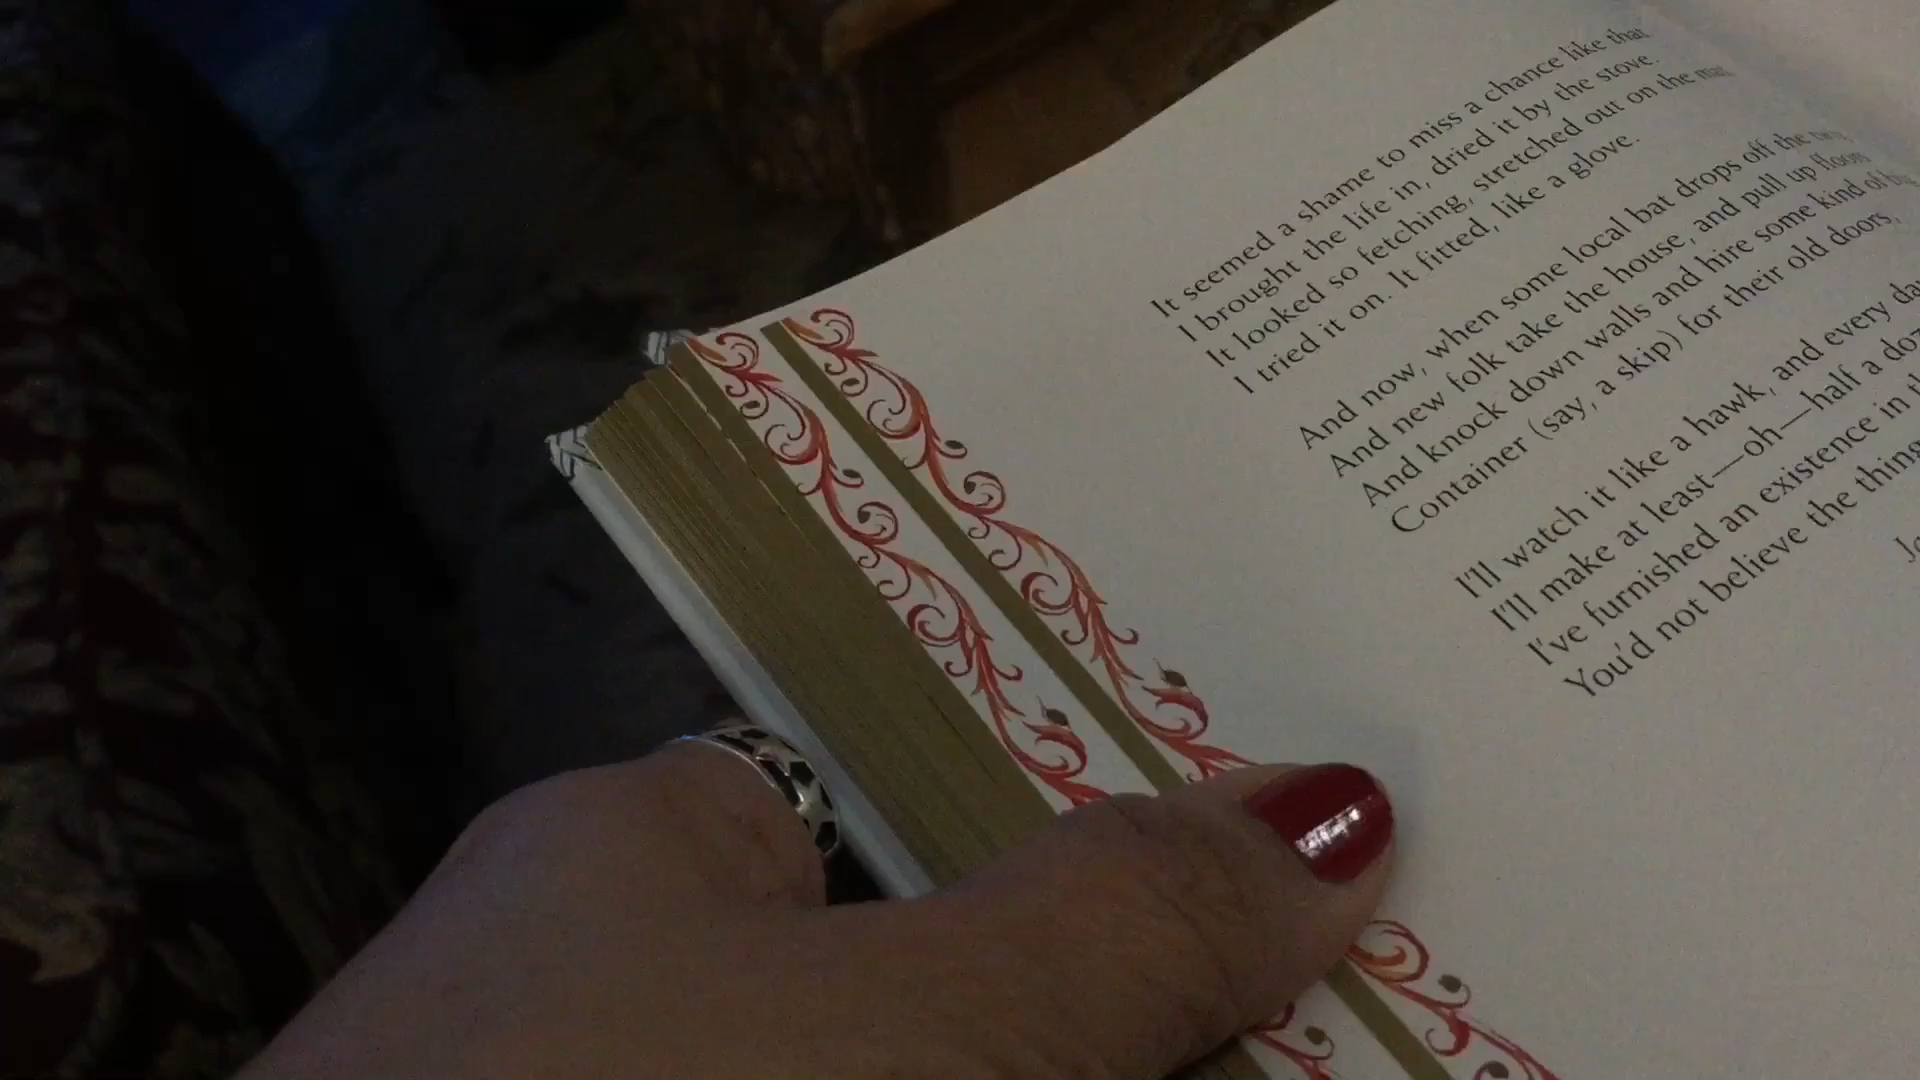 It seemed a shame to miss a chance like that.
I brought the life in, dried it by the stove.
It looked so fetching, stretched out on the mat,
I tried it on. It fitted, like a glove.
And now, when some local bat drops off the
And new folk take the house, and pull up floors
And knock down walls and hire some kind of big
Container (say, a skip) for their old doors,
I'll watch it like a hawk, and every day
I'll make at least—oh—half a
I've furnished an existence in
You'd not believe the